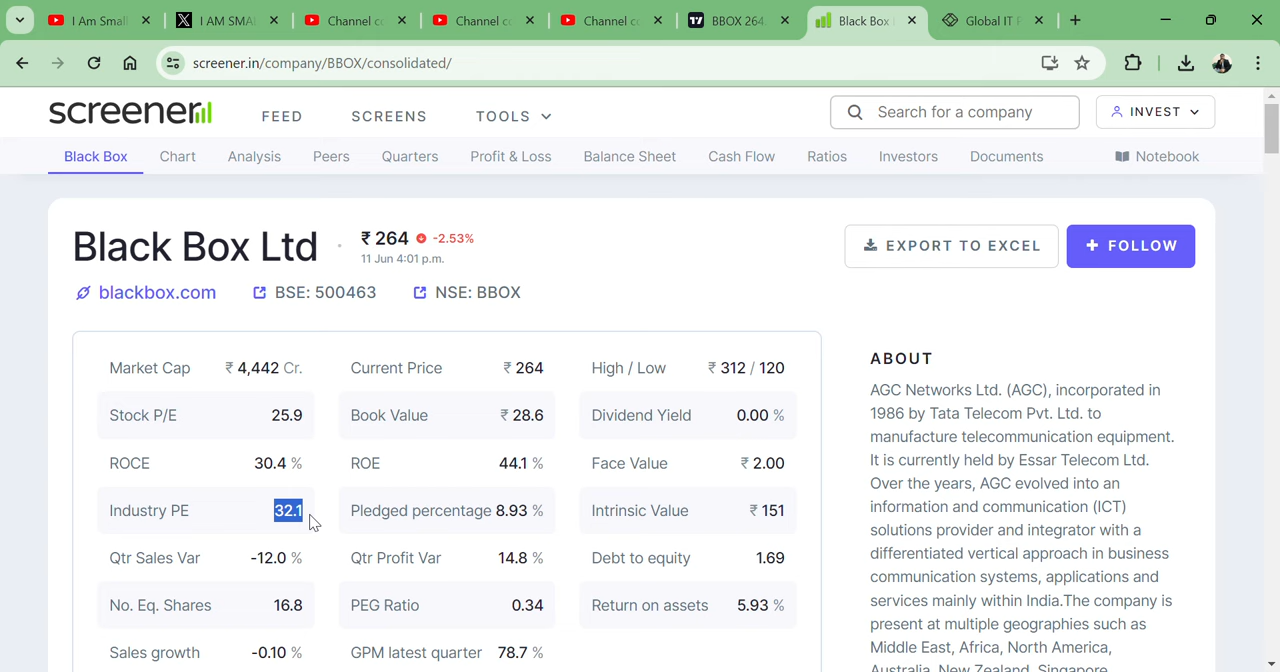 I Am Small
I AM SMA
Channel c
Channel c
Channel c
BBOX 264.
Black Box
Global IT
screener.in/company/BBOX/consolidated/
screener
FEED
SCREENS
TOOLS
Search for a company
INVEST
Black Box
Chart
Analysis
Peers
Quarters
Profit & Loss
Balance Sheet
Cash Flow
Ratios
Investors
Documents
Notebook
Black Box Ltd
₹ 264 -2.53%
11 Jun 4:01 p.m.
EXPORT TO EXCEL
+ FOLLOW
blackbox.com
BSE: 500463
NSE: BBOX
Market Cap ₹ 4,442 Cr.
Current Price ₹ 264
High / Low ₹ 312 / 120
Stock P/E 25.9
Book Value ₹ 28.6
Dividend Yield 0.00 %
ROCE 30.4 %
ROE 44.1 %
Face Value ₹ 2.00
Industry PE 32.1
Pledged percentage 8.93 %
Intrinsic Value ₹ 151
Qtr Sales Var -12.0 %
Qtr Profit Var 14.8 %
Debt to equity 1.69
No. Eq. Shares 16.8
PEG Ratio 0.34
Return on assets 5.93 %
Sales growth -0.10 %
GPM latest quarter 78.7 %
ABOUT
AGC Networks Ltd. (AGC), incorporated in
1986 by Tata Telecom Pvt. Ltd. to
manufacture telecommunication equipment.
It is currently held by Essar Telecom Ltd.
Over the years, AGC evolved into an
information and communication (ICT)
solutions provider and integrator with a
differentiated vertical approach in business
communication systems, applications and
services mainly within India.The company is
present at multiple geographies such as
Middle East, Africa, North America,
Australia, New Zealand, Singapore,